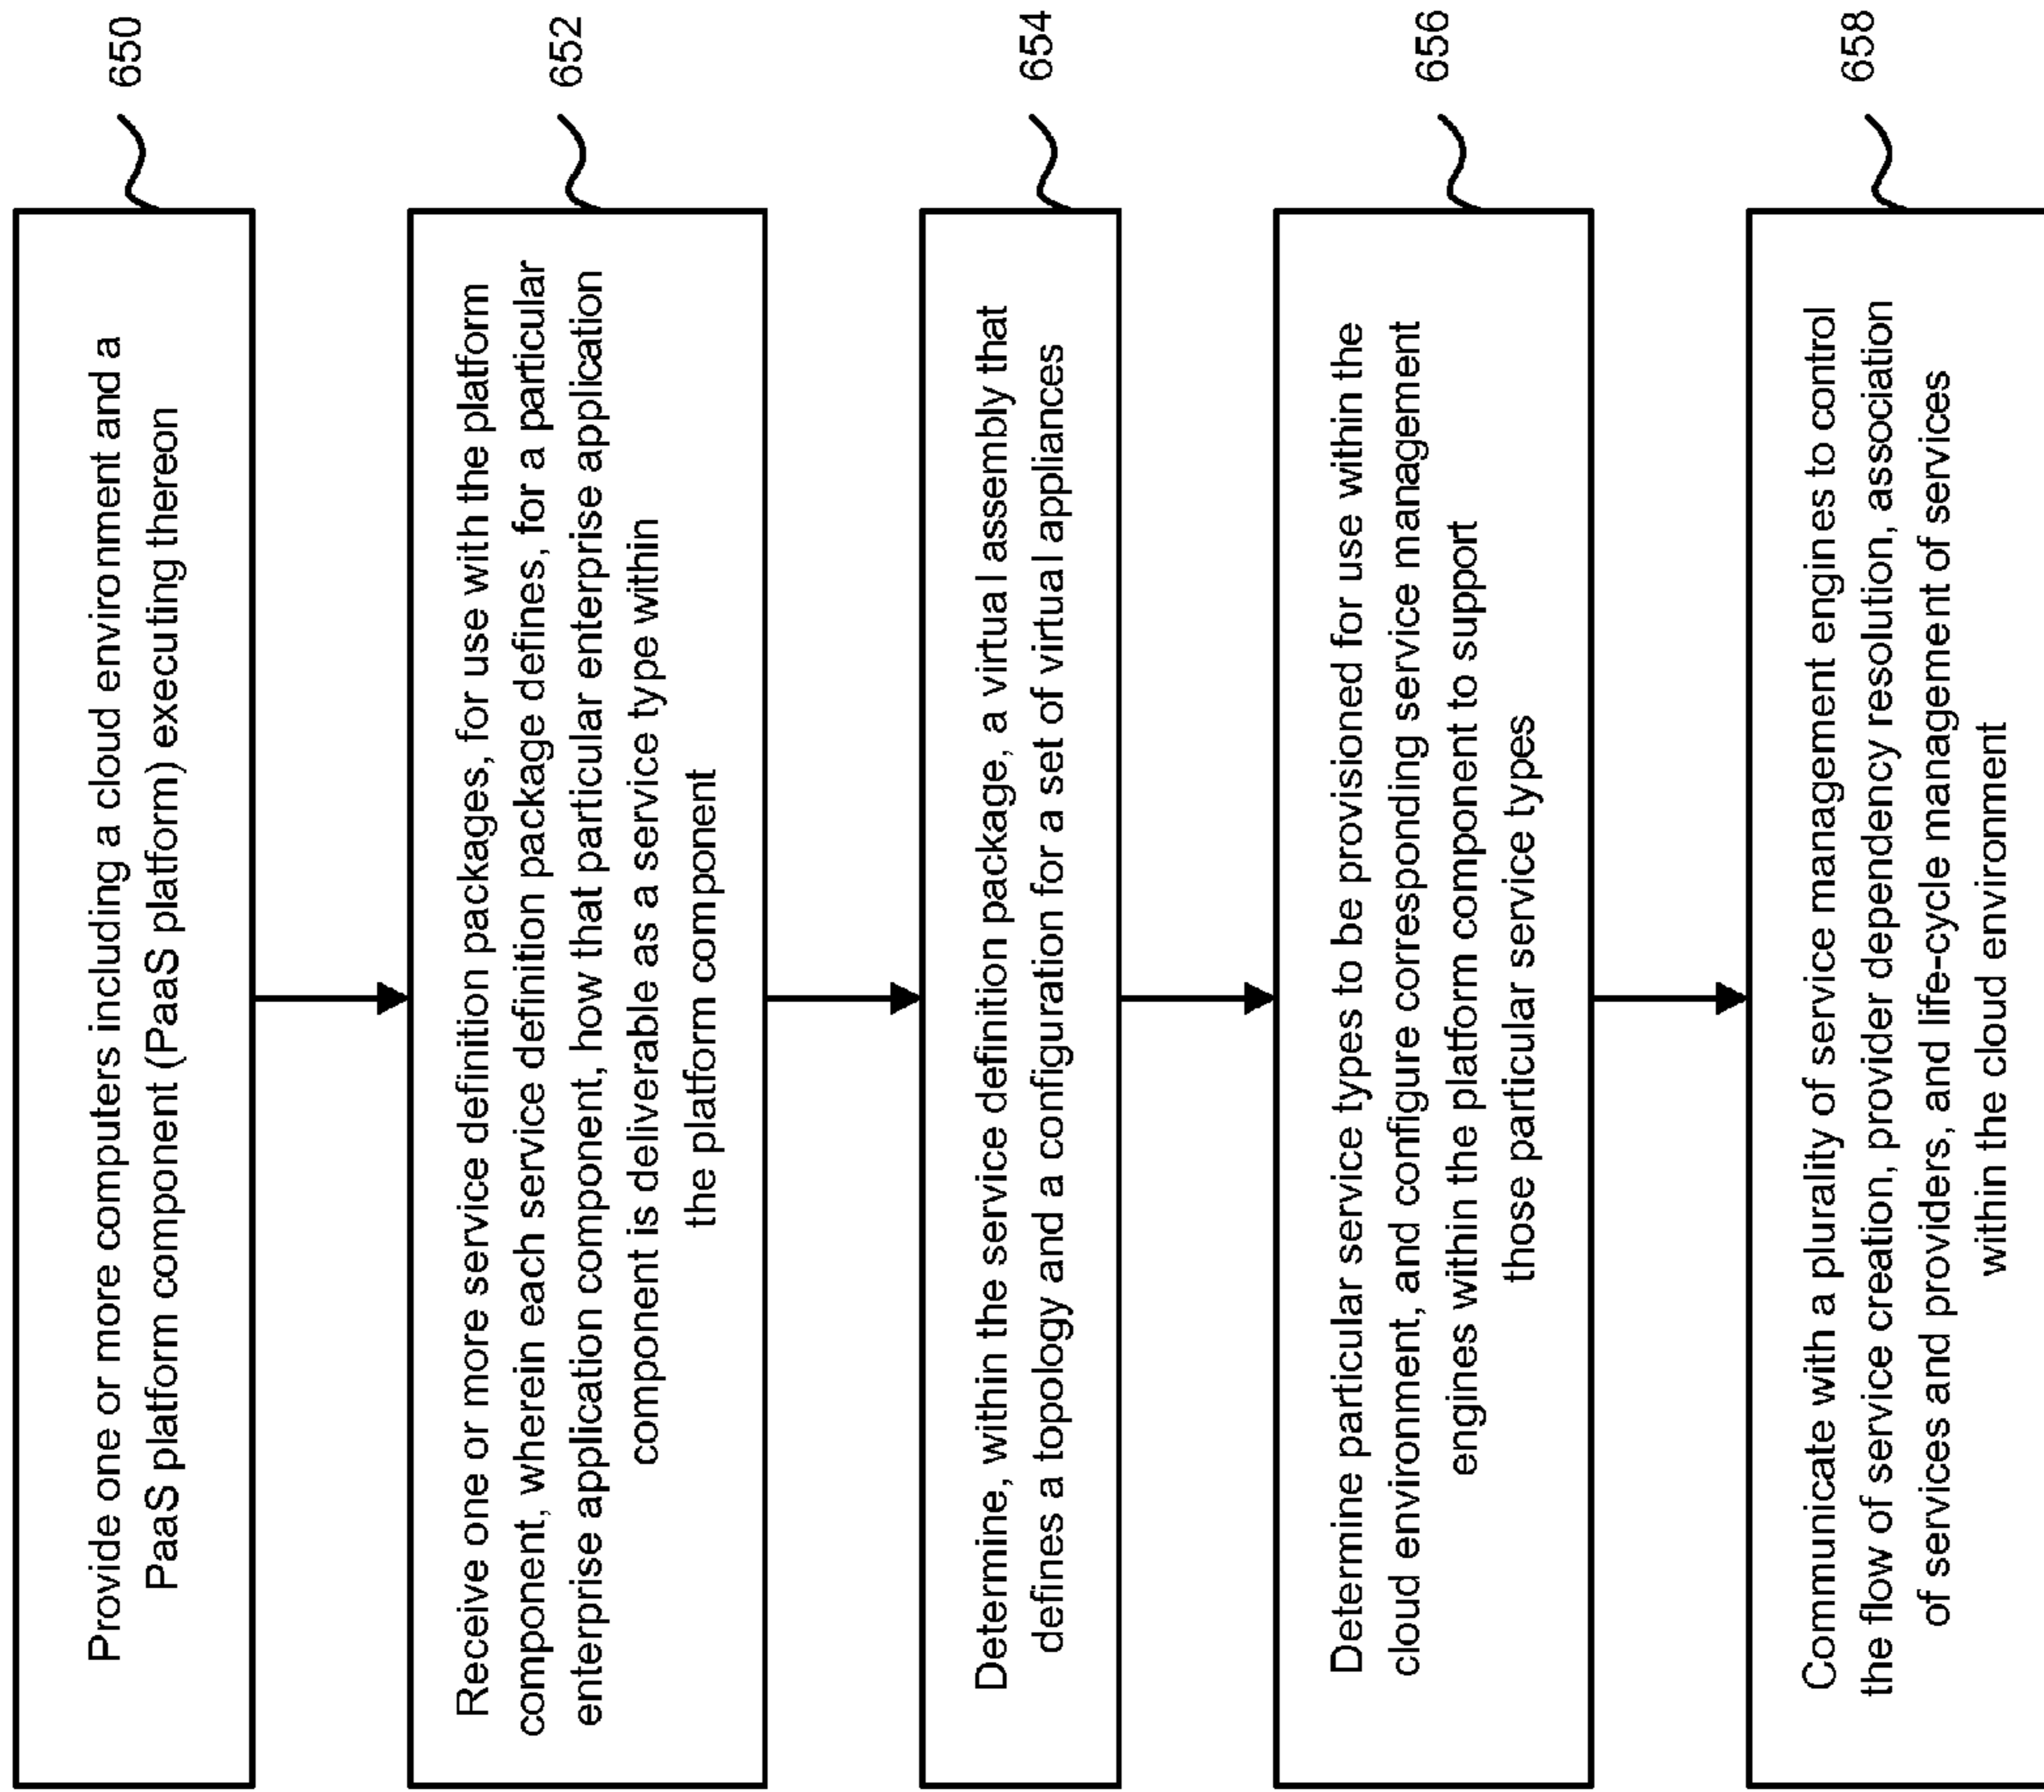 Provide one or more computers including a cloud environment and a
PaaS platform component (PaaS platform) executing thereon
650
Receive one or more service definition packages, for use with the platform
component, wherein each service definition package defines, for a particular
enterprise application component, how that particular enterprise application
component is deliverable as a service type within
the platform component
652
Determine, within the service definition package, a virtual assembly that
defines a topology and a configuration for a set of virtual appliances
654
Determine particular service types to be provisioned for use within the
cloud environment, and configure corresponding service management
engines within the platform component to support
those particular service types
656
Communicate with a plurality of service management engines to control
the flow of service creation, provider dependency resolution, association
of services and providers, and life-cycle management of services
within the cloud environment
658